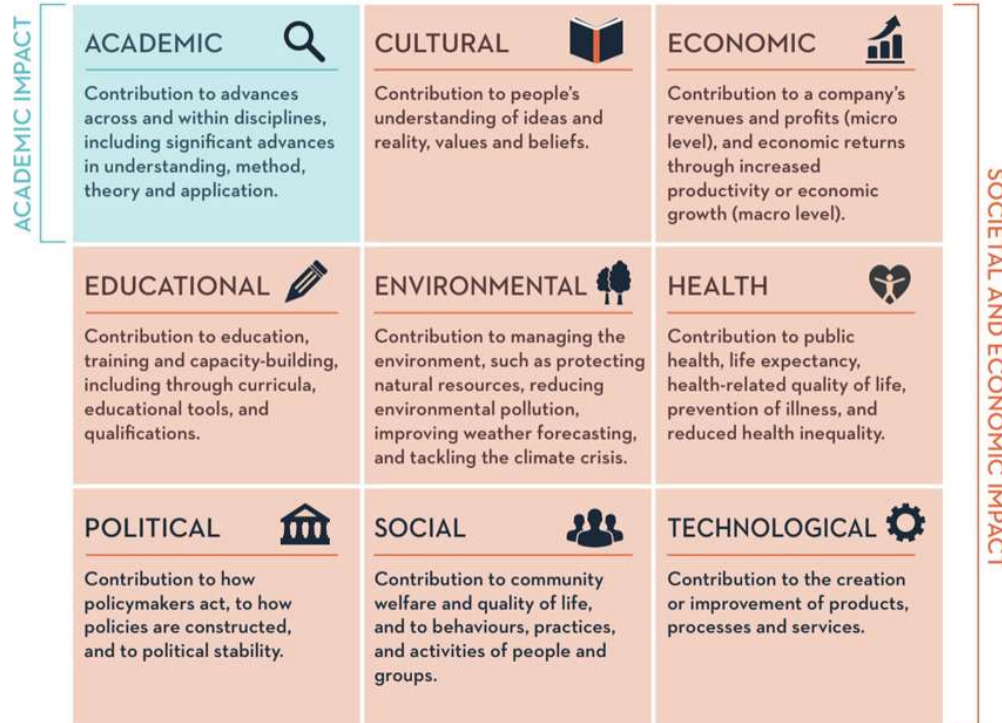 ACADEMIC IMPACT
ACADEMIC
Contribution to advances
across and within disciplines,
including significant advances
in understanding, method,
theory and application.
CULTURAL
Contribution to people's
understanding of ideas and
reality, values and beliefs.
ECONOMIC
Contribution to a company's
revenues and profits (micro
level), and economic returns
through increased
productivity or economic
growth (macro level).
EDUCATIONAL
Contribution to education,
training and capacity-building,
including through curricula,
educational tools, and
qualifications.
ENVIRONMENTAL
Contribution to managing the
environment, such as protecting
natural resources, reducing
environmental pollution,
improving weather forecasting,
and tackling the climate crisis.
HEALTH
Contribution to public
health, life expectancy,
health-related quality of life,
prevention of illness, and
reduced health inequality.
POLITICAL
Contribution to how
policymakers act, to how
policies are constructed,
and to political stability.
SOCIAL
Contribution to community
welfare and quality of life,
and to behaviours, practices,
and activities of people and
groups.
TECHNOLOGICAL
Contribution to the creation
or improvement of products,
processes and services.
SOCIETAL AND ECONOMIC IMPACT